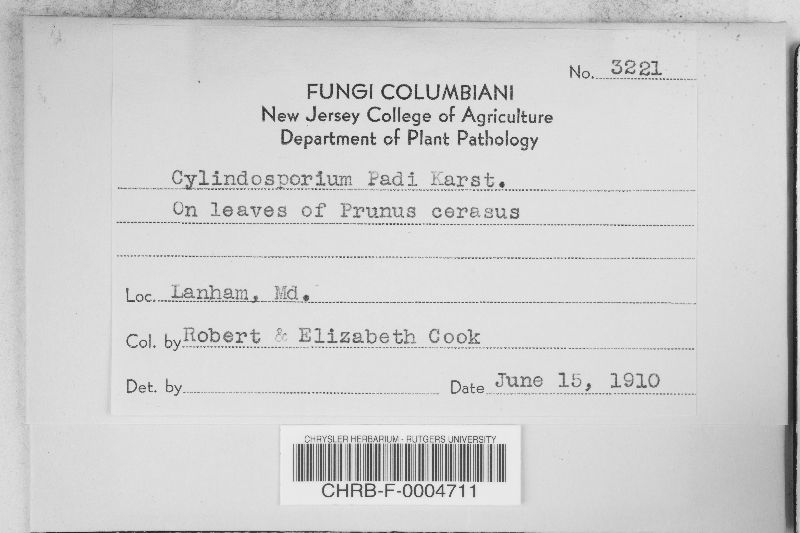 No. 3221
FUNGI COLUMBIANI
New Jersey College of Agriculture
Department of Plant Pathology
Cylindosporium Padi Karst.
On leaves of Prunus cerasus
Loc. Lanham, Md.
Col. by Robert & Elizabeth Cook
Det. by Date June 15, 1910
CHRYSLER HERBARIUM - RUTGERS UNIVERSITY
CHRB-F-0004711